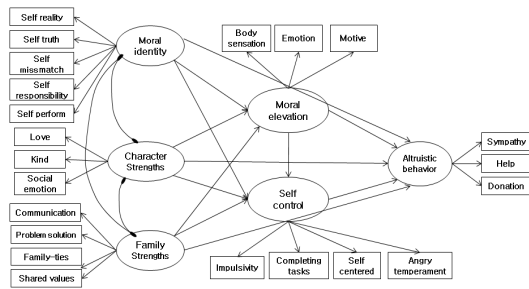 Self reality
Self truth
Self
missmatch
Self
responsibility
Self perform
Love
Kind
Social
emotion
Communication
Problem solution
Family-ties
Shared values
Moral
identity
Character
Strengths
Family
Strengths
Body
sensation
Emotion
Motive
Moral
elevation
Self
control
Impulsivity
Completing
tasks
Self
centered
Angry
temperament
Altruistic
behavior
Sympathy
Help
Donation